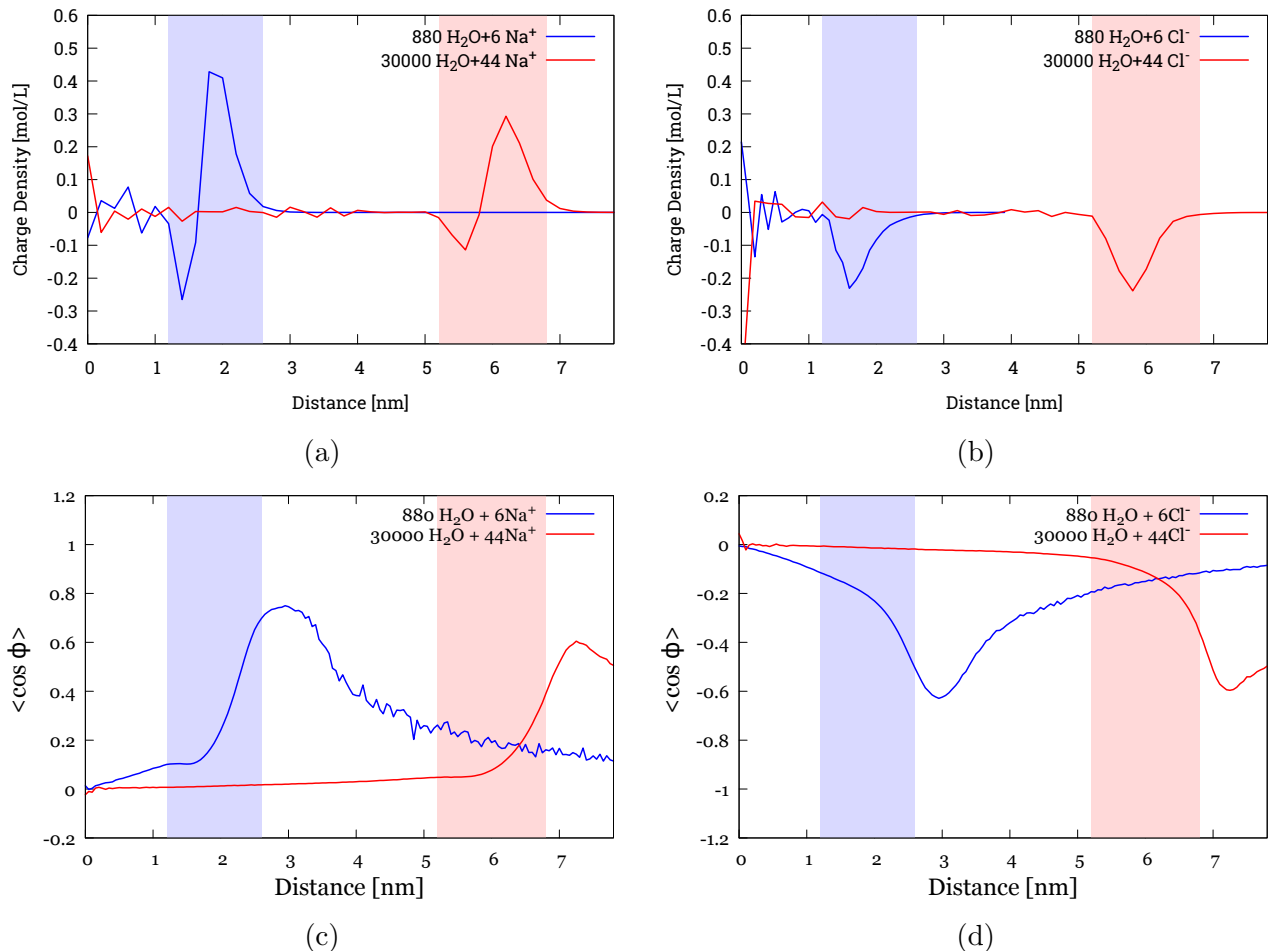 880 H₂O+6 Na⁺
30000 H₂O+44 Na⁺
Charge Density [mol/L]
0.6
0.5
0.4
0.3
0.2
0.1
0
-0.1
-0.2
-0.3
-0.4
0 1 2 3 4 5 6 7
Distance [nm]
(a)
880 H₂O+6 Cl⁻
30000 H₂O+44 Cl⁻
Charge Density [mol/L]
0.6
0.5
0.4
0.3
0.2
0.1
0
-0.1
-0.2
-0.3
-0.4
0 1 2 3 4 5 6 7
Distance [nm]
(b)
880 H₂O + 6Na⁺
30000 H₂O + 44Na⁺
<cos ϕ>
1.2
1
0.8
0.6
0.4
0.2
0
-0.2
0 1 2 3 4 5 6 7
Distance [nm]
(c)
880 H₂O + 6Cl⁻
30000 H₂O + 44Cl⁻
<cos ϕ>
0.2
0
-0.2
-0.4
-0.6
-0.8
-1
-1.2
0 1 2 3 4 5 6 7
Distance [nm]
(d)